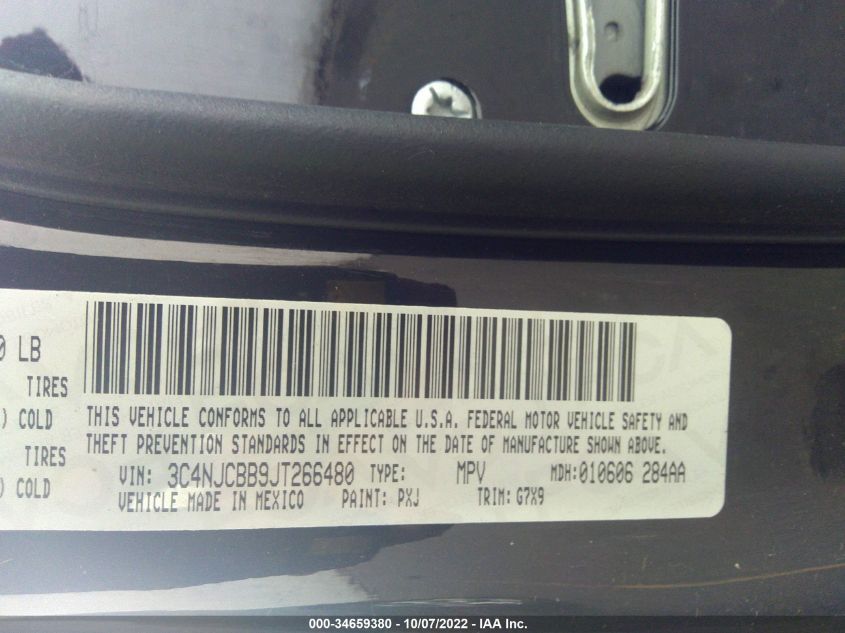 0 LB
TIRES
) COLD
TIRES
) COLD
THIS VEHICLE CONFORMS TO ALL APPLICABLE U.S.A. FEDERAL MOTOR VEHICLE SAFETY AND
THEFT PREVENTION STANDARDS IN EFFECT ON THE DATE OF MANUFACTURE SHOWN ABOVE.
VIN: 3C4NJCBB9JT266480 TYPE: MPV MDH:010606 284AA
VEHICLE MADE IN MEXICO PAINT: PXJ TRIM: G7X9
000-34659380 - 10/07/2022 - IAA Inc.